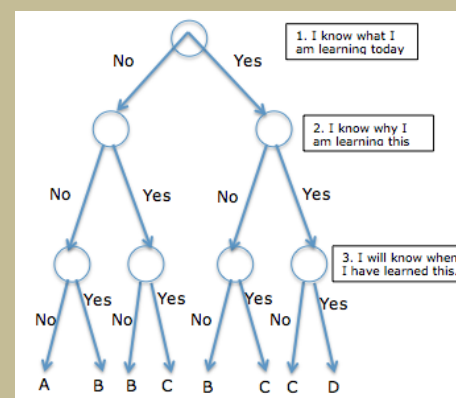 1. I know what I
am learning today
No Yes
2. I know why I
am learning this
No Yes No Yes
3. I will know when
I have learned this.
No Yes No Yes No Yes No Yes
A B B C B C C D